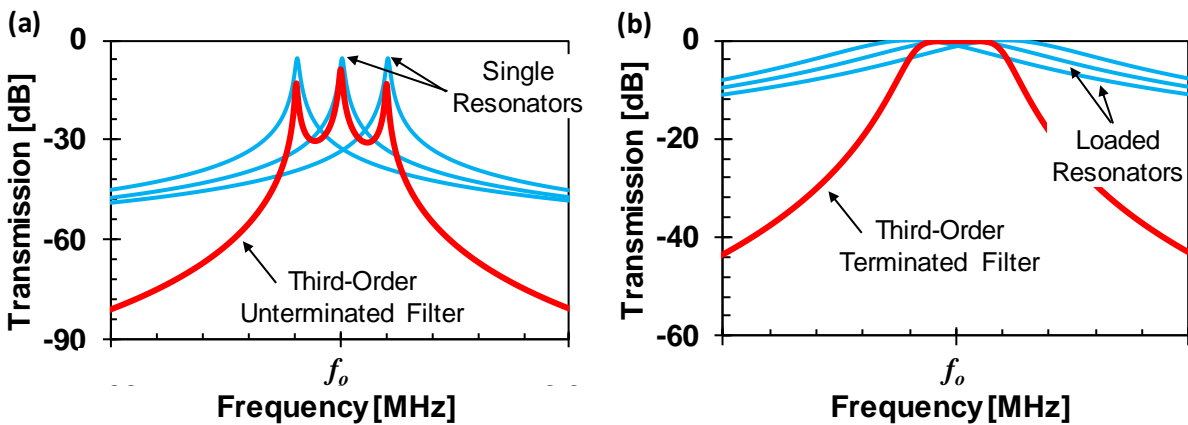 (a)
0
-30
-60
-90
Transmission [dB]
Single
Resonators
Third-Order
Unterminated Filter
fo
Frequency [MHz]
(b)
0
-20
-40
-60
Transmission [dB]
Loaded
Resonators
Third-Order
Terminated Filter
fo
Frequency [MHz]